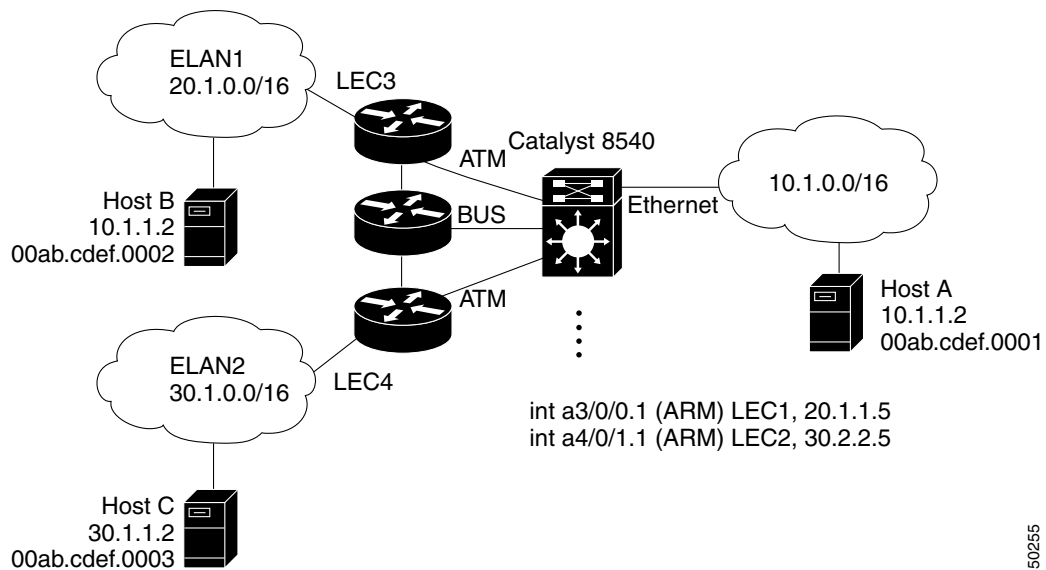 ELAN1
20.1.0.0/16
LEC3
Catalyst 8540
ATM
10.1.0.0/16
Host B
10.1.1.2
00ab.cdef.0002
BUS
Ethernet
ATM
Host A
10.1.1.2
00ab.cdef.0001
ELAN2
30.1.0.0/16
LEC4
int a3/0/0.1 (ARM) LEC1, 20.1.1.5
int a4/0/1.1 (ARM) LEC2, 30.2.2.5
Host C
30.1.1.2
00ab.cdef.0003
50255